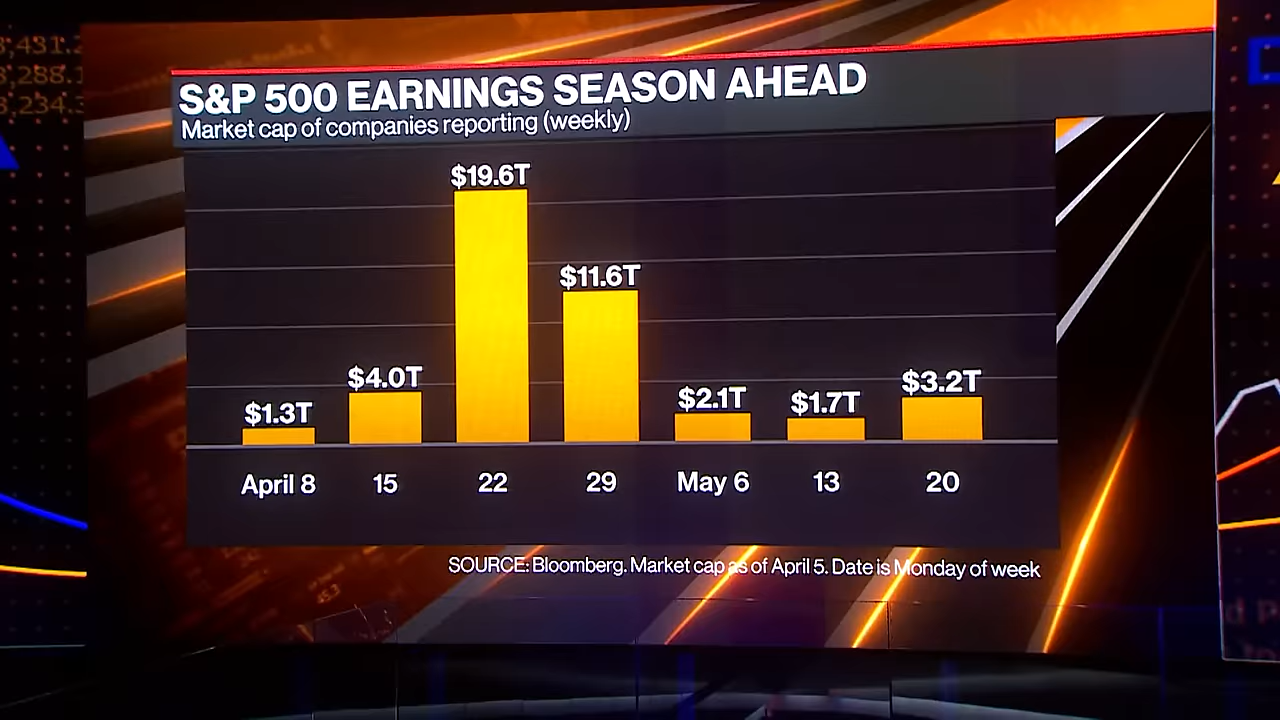 S&P 500 EARNINGS SEASON AHEAD
Market cap of companies reporting (weekly)
$19.6T
$11.6T
$4.0T
$3.2T
$2.1T
$1.7T
$1.3T
April 8 15 22 29 May 6 13 20
SOURCE: Bloomberg. Market cap as of April 5. Date is Monday of week